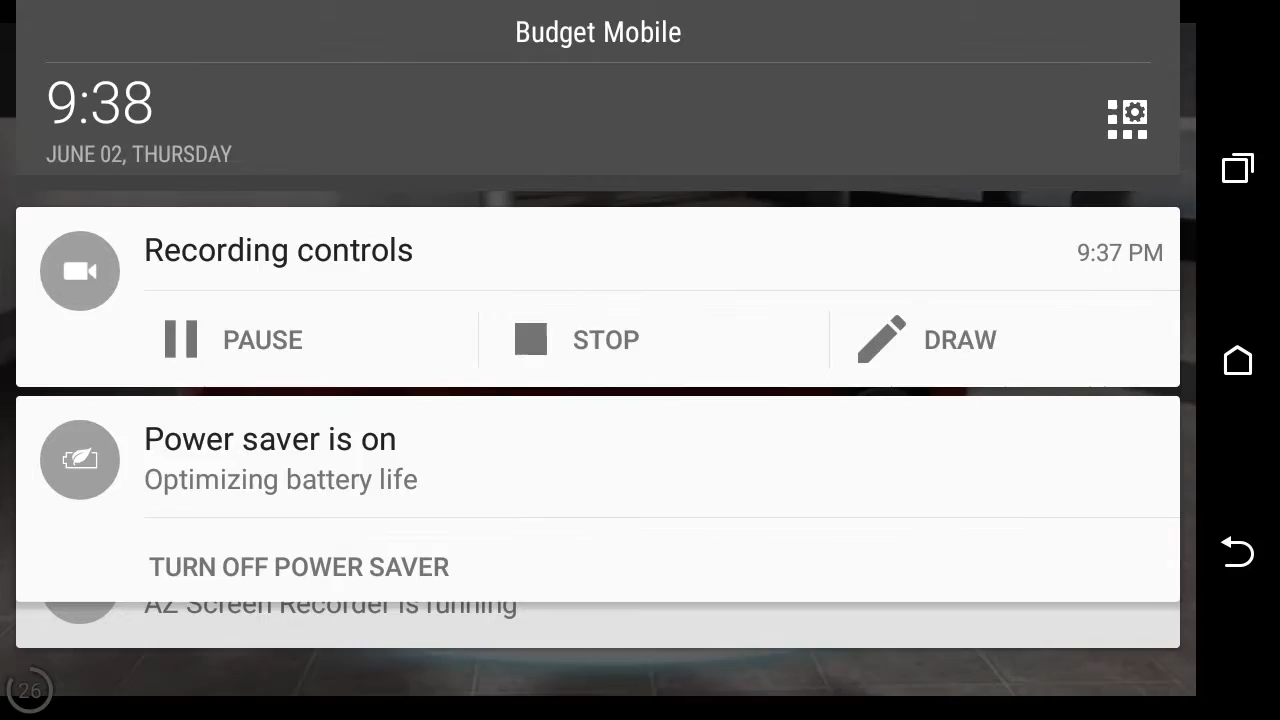 Budget Mobile
9:38
JUNE 02, THURSDAY
Recording controls
9:37 PM
PAUSE
STOP
DRAW
Power saver is on
Optimizing battery life
TURN OFF POWER SAVER
AZ Screen Recorder is running
26